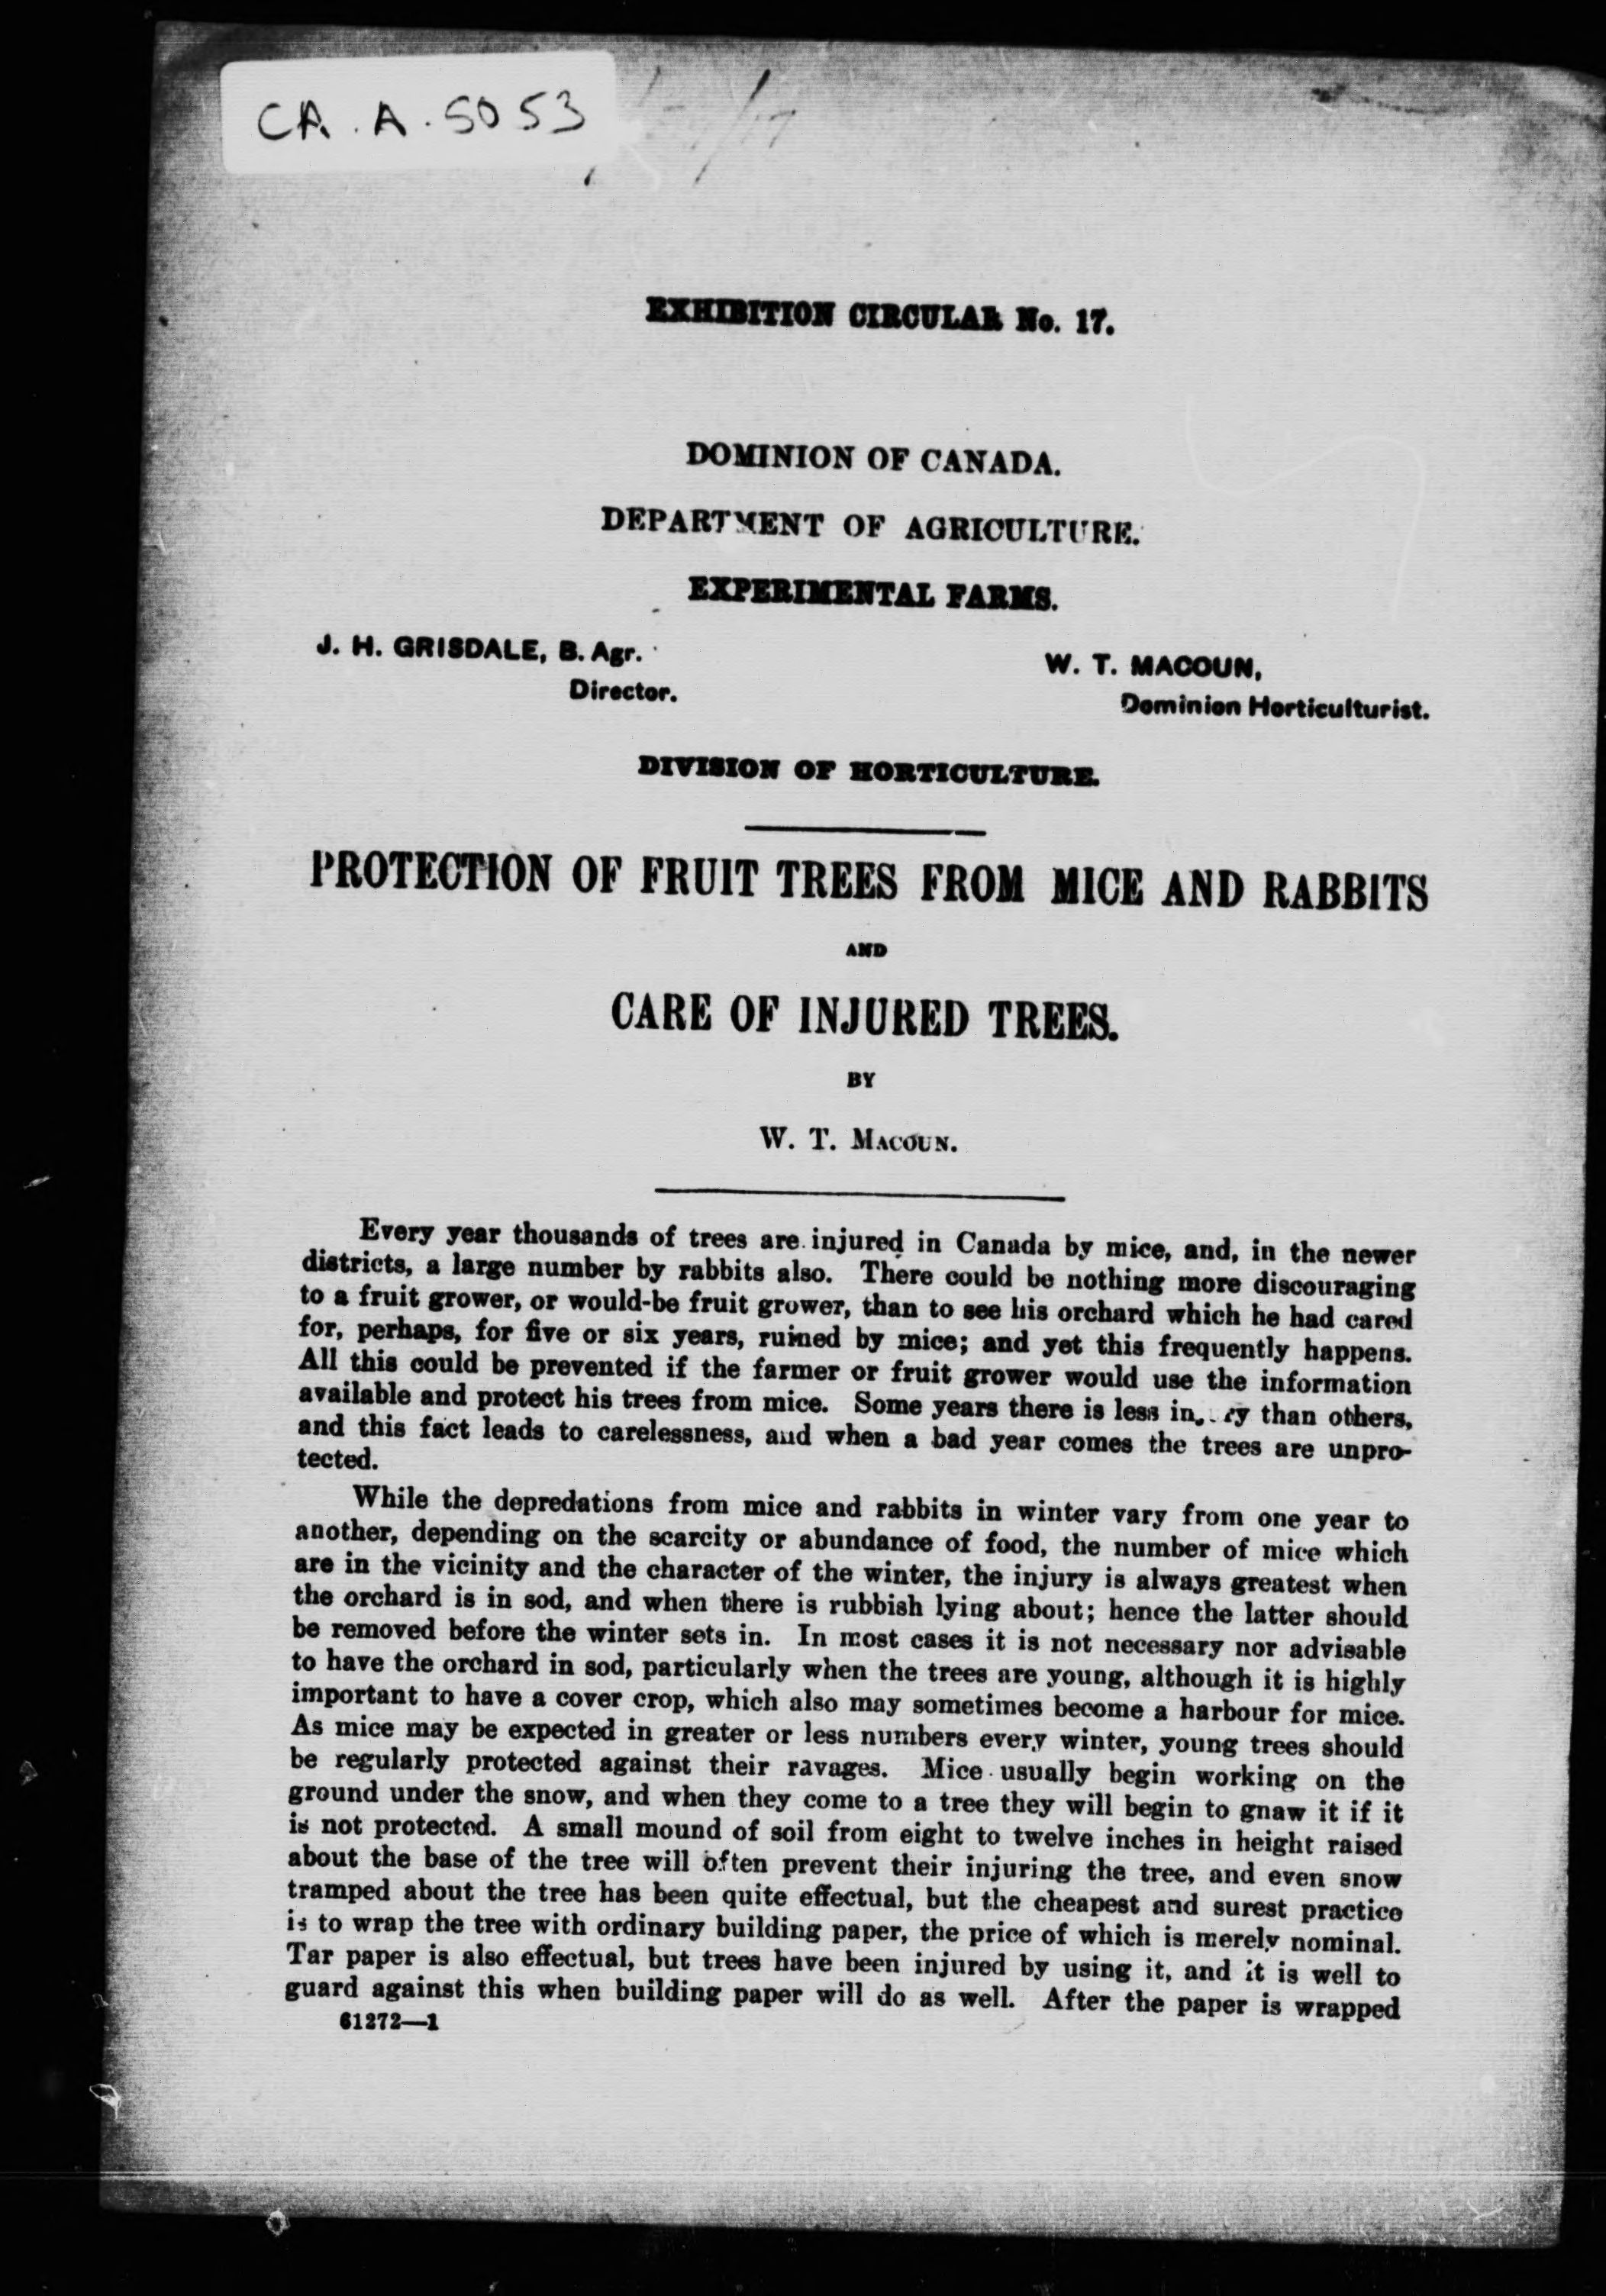 CA. A. 5053
EXHIBITION CIRCULAR No. 17.
DOMINION OF CANADA.
DEPARTMENT OF AGRICULTURE.
EXPERIMENTAL FARMS.
J. H. GRISDALE, B. Agr.
Director.
W. T. MACOUN,
Dominion Horticulturist.
DIVISION OF HORTICULTURE.
PROTECTION OF FRUIT TREES FROM MICE AND RABBITS
AND
CARE OF INJURED TREES.
BY
W. T. MACOUN.
Every year thousands of trees are injured in Canada by mice, and, in the newer
districts, a large number by rabbits also. There could be nothing more discouraging
to a fruit grower, or would-be fruit grower, than to see his orchard which he had cared
for, perhaps, for five or six years, ruined by mice; and yet this frequently happens.
All this could be prevented if the farmer or fruit grower would use the information
available and protect his trees from mice. Some years there is less than others,
and this fact leads to carelessness, and when a bad year comes the trees are unpro-
tected.
While the depredations from mice and rabbits in winter vary from one year to
another, depending on the scarcity or abundance of food, the number of mice which
are in the vicinity and the character of the winter, the injury is always greatest when
the orchard is in sod, and when there is rubbish lying about; hence the latter should
be removed before the winter sets in. In most cases it is not necessary nor advisable
to have the orchard in sod, particularly when the trees are young, although it is highly
important to have a cover crop, which also may sometimes become a harbour for mice.
As mice may be expected in greater or less numbers every winter, young trees should
be regularly protected against their ravages. Mice usually begin working on the
ground under the snow, and when they come to a tree they will begin to gnaw it if it
is not protected. A small mound of soil from eight to twelve inches in height raised
about the base of the tree will often prevent their injuring the tree, and even snow
tramped about the tree has been quite effectual, but the cheapest and surest practice
is to wrap the tree with ordinary building paper, the price of which is merely nominal.
Tar paper is also effectual, but trees have been injured by using it, and it is well to
guard against this when building paper will do as well. After the paper is wrapped
61272—1